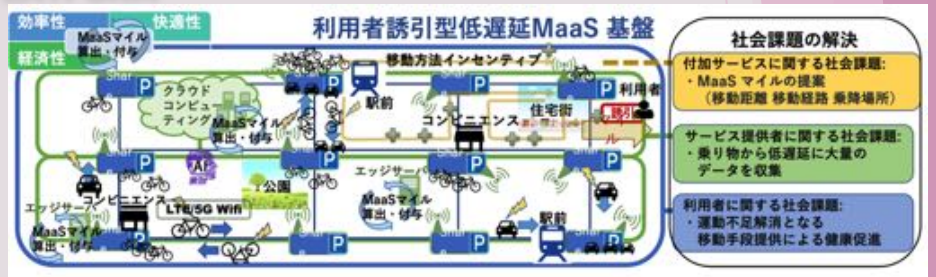 効率性
快適性
経済性
MaaSマイル
算出・付与
利用者誘引型低遅延MaaS 基盤
移動方法インセンティブ
クラウド
コンピュー
ティング
MaaSマイル
算出・付与
駅前
コンビニエンス
住宅街
利用者
誘引
P
P
P
P
P
P
P
P
P
P
P
P
AP
公園
LTE/5G Wifi
コンビニエンス
エッジサーバ
MaaSマイル
算出・付与
エッジサーバ
MaaSマイル
算出・付与
駅前
社会課題の解決
付加サービスに関する社会課題:
・MaaS マイルの提案
(移動距離 移動経路 乗降場所)
サービス提供者に関する社会課題:
・乗り物から低遅延に大量の
データを収集
利用者に関する社会課題:
・運動不足解消となる
移動手段提供による健康促進